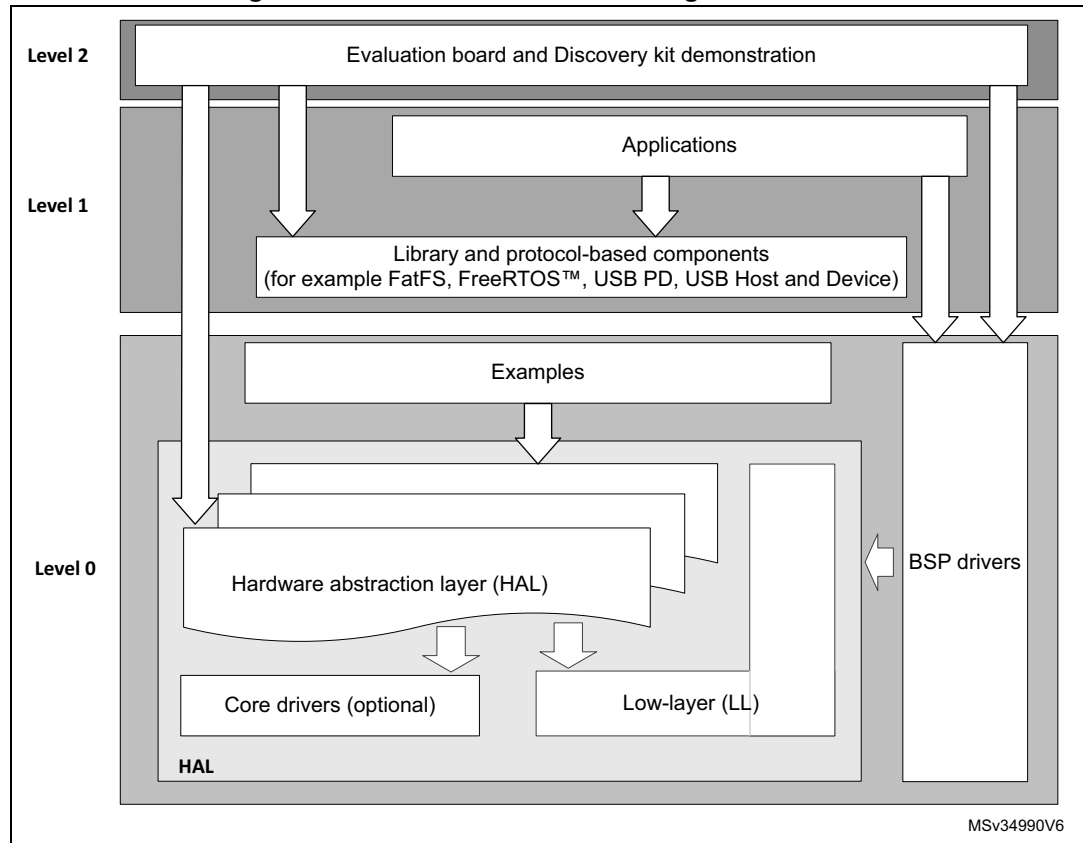 Level 2
Evaluation board and Discovery kit demonstration
Applications
Level 1
Library and protocol-based components
(for example FatFS, FreeRTOS™, USB PD, USB Host and Device)
Examples
Level 0
Hardware abstraction layer (HAL)
BSP drivers
Core drivers (optional)
Low-layer (LL)
HAL
MSv34990V6